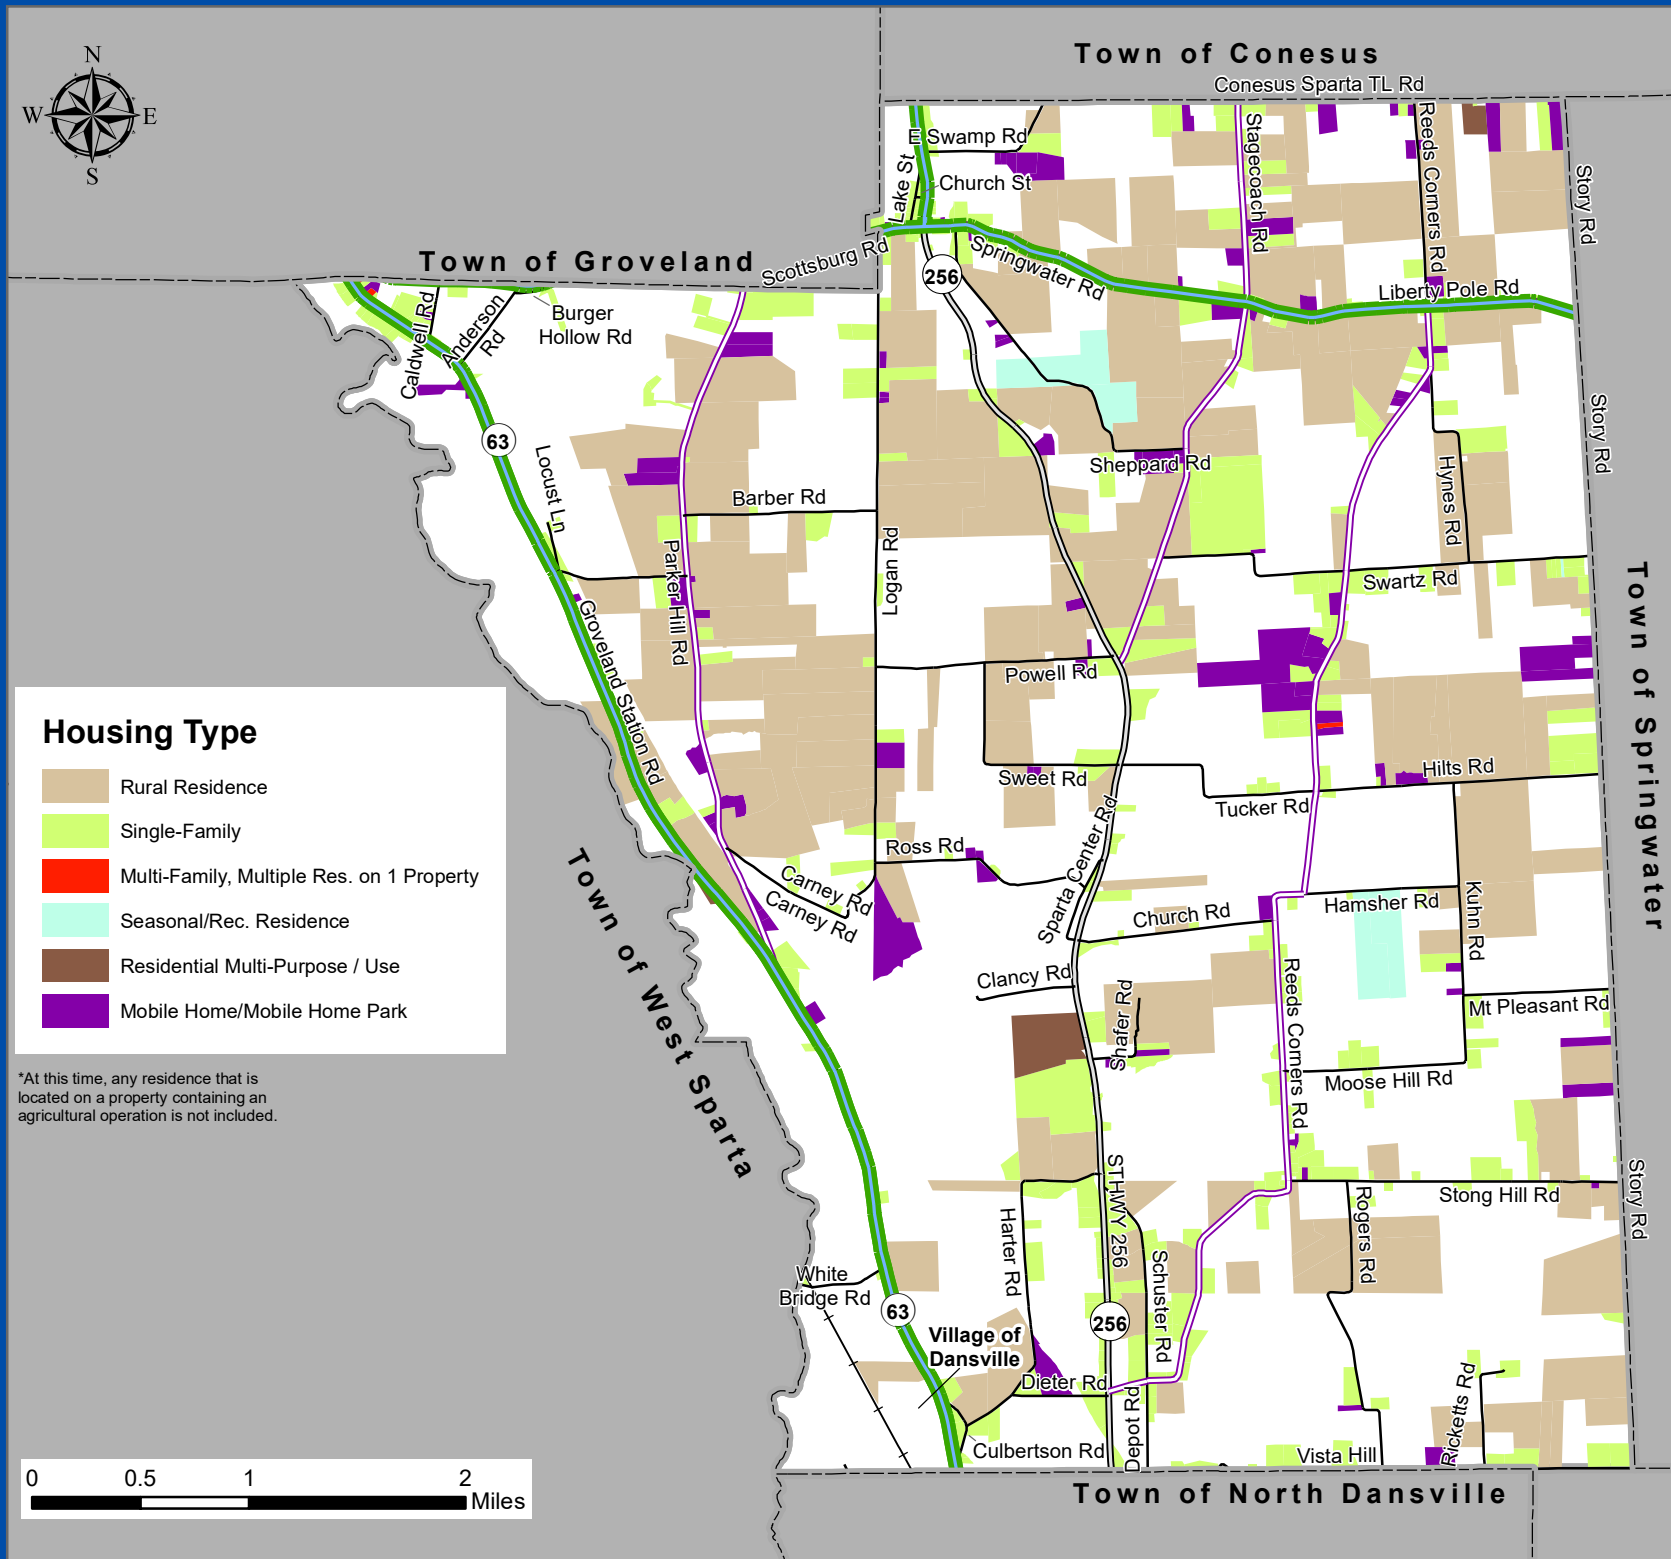 Town of Conesus
Conesus Sparta TL Rd
N
W
E
S
E Swamp Rd
Lake St
Church St
Stagecoach Rd
Reeds Corners Rd
Story Rd
Town of Groveland
Scottsburg Rd
256
Springwater Rd
Liberty Pole Rd
Caldwell Rd
Anderson
Rd
Burger
Hollow Rd
Story Rd
63
Locust Ln
Sheppard Rd
Hynes Rd
Barber Rd
Logan Rd
Parker Hill Rd
Swartz Rd
Groveland Station Rd
Powell Rd
Town of Springwater
Housing Type
Rural Residence
Single-Family
Multi-Family, Multiple Res. on 1 Property
Seasonal/Rec. Residence
Residential Multi-Purpose / Use
Mobile Home/Mobile Home Park
*At this time, any residence that is
located on a property containing an
agricultural operation is not included.
Sweet Rd
Hilts Rd
Tucker Rd
Sparta Center Rd
Ross Rd
Carney Rd
Carney Rd
Church Rd
Hamsher Rd
Kuhn Rd
Town of West Sparta
Clancy Rd
Shafer Rd
Reeds Corners Rd
Mt Pleasant Rd
Moose Hill Rd
STHWY 256
Stong Hill Rd
Story Rd
Harter Rd
Rogers Rd
Schuster Rd
White
Bridge Rd
63
256
Village of
Dansville
Dieter Rd
Depot Rd
Ricketts Rd
Culbertson Rd
Vista Hill
0 0.5 1 2
Miles
Town of North Dansville